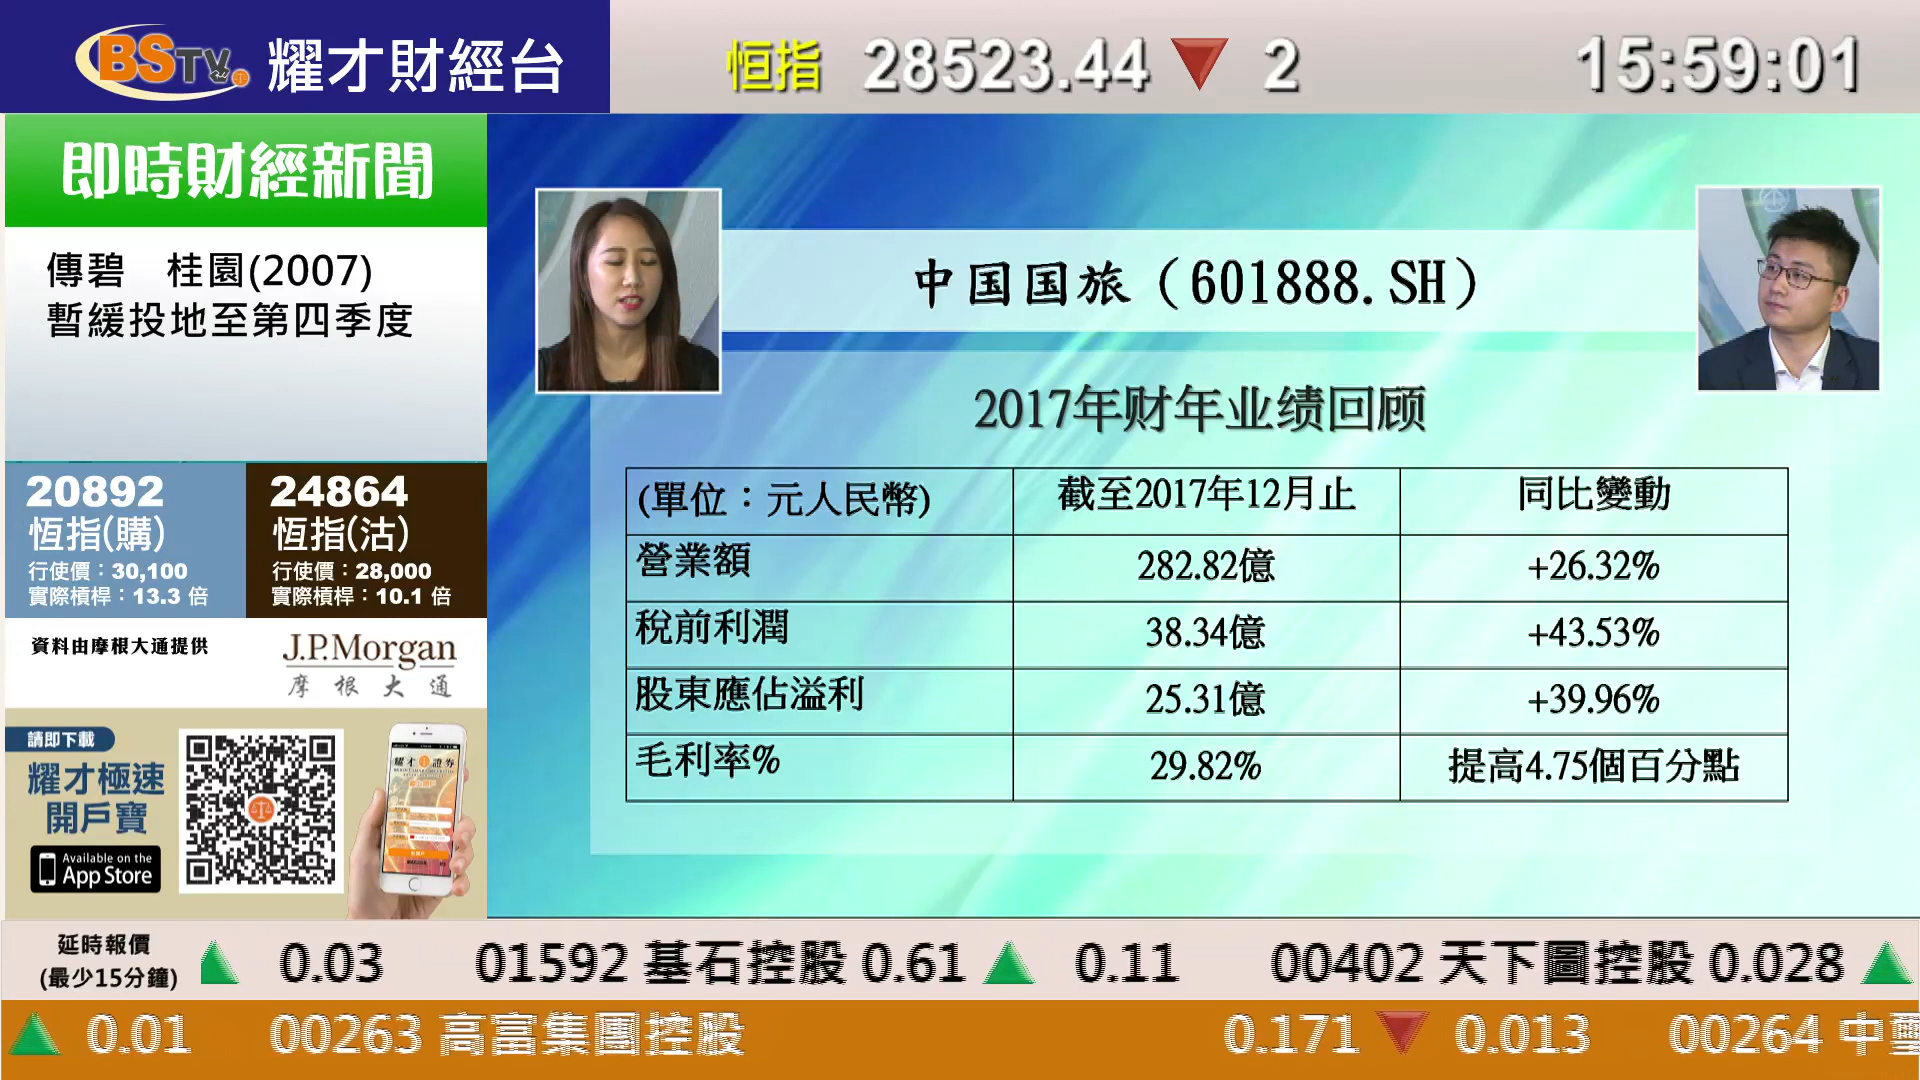 BSTV 耀才財經台
恒指 28523.44 ▼ 2
15:59:01
即時財經新聞
傳碧 桂園(2007)
暫緩投地至第四季度
20892
恆指(購)
行使價：30,100
實際槓桿：13.3 倍
24864
恆指(沽)
行使價：28,000
實際槓桿：10.1 倍
資料由摩根大通提供
J.P.Morgan
摩根大通
請即下載
耀才極速
開戶寶
Available on the
App Store
耀才證券
中国国旅（601888.SH）
2017年财年业绩回顾
(單位：元人民幣) 截至2017年12月止 同比變動
營業額 282.82億 +26.32%
稅前利潤 38.34億 +43.53%
股東應佔溢利 25.31億 +39.96%
毛利率% 29.82% 提高4.75個百分點
延時報價
(最少15分鐘)
▲ 0.03 01592 基石控股 0.61 ▲ 0.11 00402 天下圖控股 0.028 ▲
▲ 0.01 00263 高富集團控股 0.171 ▼ 0.013 00264 中